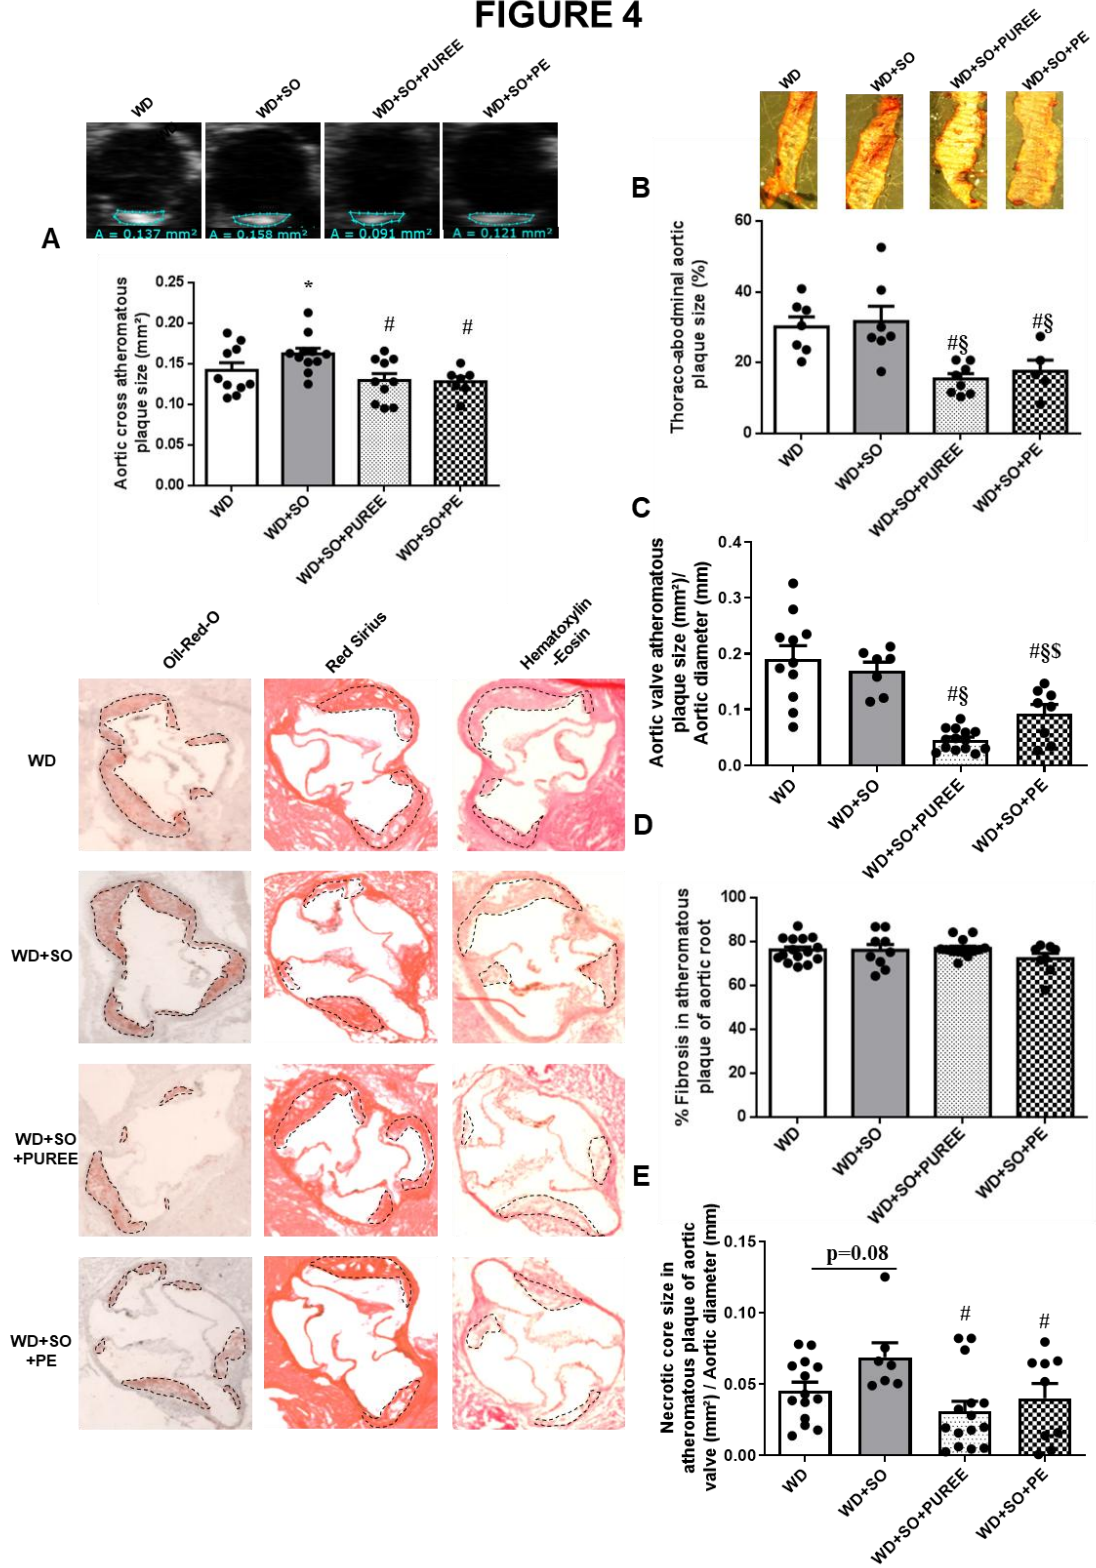 FIGURE 4
WD
WD+SO
WD+SO+PUREE
WD+SO+PE
A = 0.137 mm²
A = 0.158 mm²
A = 0.091 mm²
A = 0.121 mm²
A
Aortic cross atheromatous
plaque size (mm²)
0.25
0.20
0.15
0.10
0.05
0.00
*
#
#
WD
WD+SO
WD+SO+PUREE
WD+SO+PE
WD
WD+SO
WD+SO+PUREE
WD+SO+PE
B
Thoraco-abodminal aortic
plaque size (%)
60
40
20
0
#§
#§
WD
WD+SO
WD+SO+PUREE
WD+SO+PE
C
Aortic valve atheromatous
plaque size (mm²)/
Aortic diameter (mm)
0.4
0.3
0.2
0.1
0.0
#§
#§$
WD
WD+SO
WD+SO+PUREE
WD+SO+PE
Oil-Red-O
Red Sirius
Hematoxylin
-Eosin
WD
WD+SO
WD+SO
+PUREE
WD+SO
+PE
D
% Fibrosis in atheromatous
plaque of aortic root
100
80
60
40
20
0
WD
WD+SO
WD+SO+PUREE
WD+SO+PE
E
Necrotic core size in
atheromatous plaque of aortic
valve (mm²) / Aortic diameter (mm)
0.15
0.10
0.05
0.00
p=0.08
#
#
WD
WD+SO
WD+SO+PUREE
WD+SO+PE